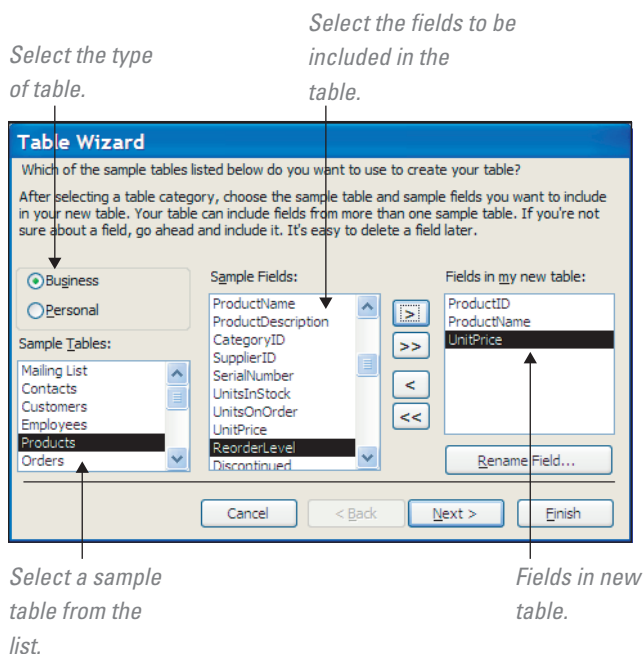 Select the fields to be
included in the
table.
Select the type
of table.
Table Wizard
Which of the sample tables listed below do you want to use to create your table?
After selecting a table category, choose the sample table and sample fields you want to include
in your new table. Your table can include fields from more than one sample table. If you're not
sure about a field, go ahead and include it. It's easy to delete a field later.
Business
Personal
Sample Tables:
Mailing List
Contacts
Customers
Employees
Products
Orders
Sample Fields:
ProductName
ProductDescription
CategoryID
SupplierID
SerialNumber
UnitsInStock
UnitsOnOrder
UnitPrice
ReorderLevel
Discontinued
>
>>
<
<<
Fields in my new table:
ProductID
ProductName
UnitPrice
Rename Field...
Cancel
< Back
Next >
Finish
Select a sample
table from the
list.
Fields in new
table.